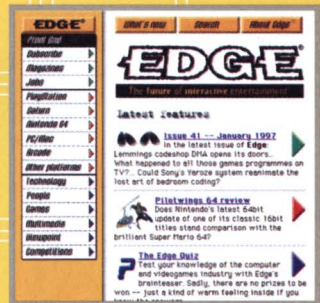 EDGE
Front End
Subscribe
Magazines
Jobs
PlayStation
Saturn
Nintendo 64
PC/Mac
Arcade
Other platforms
Technology
People
Games
Multimedia
Viewpoint
Competitions
What's new
Search
About Edge
EDGE
The future of interactive entertainment
Latest Features
Issue 41 -- January 1997
In the latest issue of Edge:
Lemmings codeshop DMA opens its doors..
What happened to all those games programmes on
TV?.. Could Sony's Yaroze system reanimate the
lost art of bedroom coding?
Pilotwings 64 review
Does Nintendo's latest 64bit
update of one of its classic 16bit
titles stand comparison with the
brilliant Super Mario 64?
The Edge Quiz
Test your knowledge of the computer
and videogames industry with Edge's
brainteaser. Sadly, there are no prizes to be
won -- just a kind of warm feeling inside if you